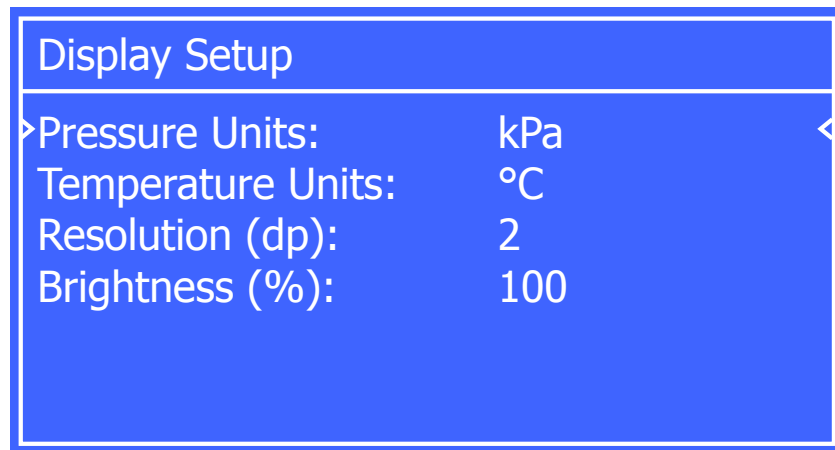 Display Setup
>Pressure Units: kPa <
Temperature Units: °C
Resolution (dp): 2
Brightness (%): 100